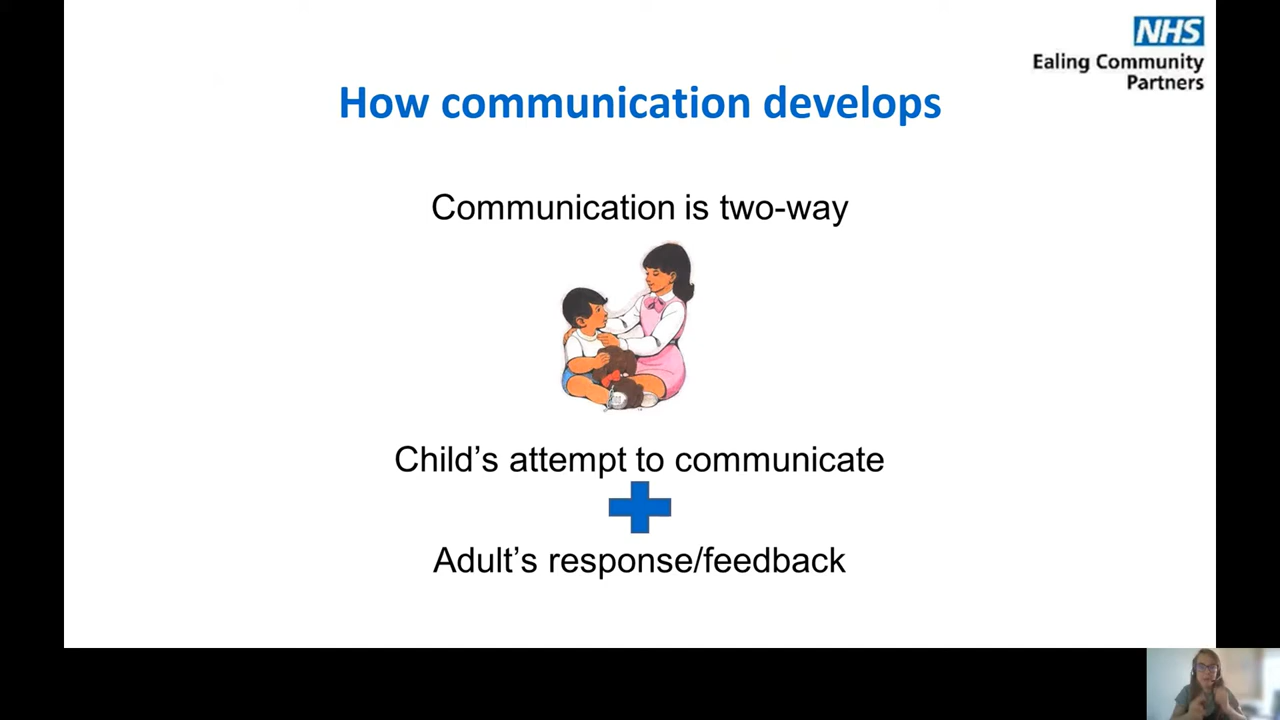 NHS
Ealing Community
Partners
How communication develops
Communication is two-way
Child’s attempt to communicate
Adult’s response/feedback